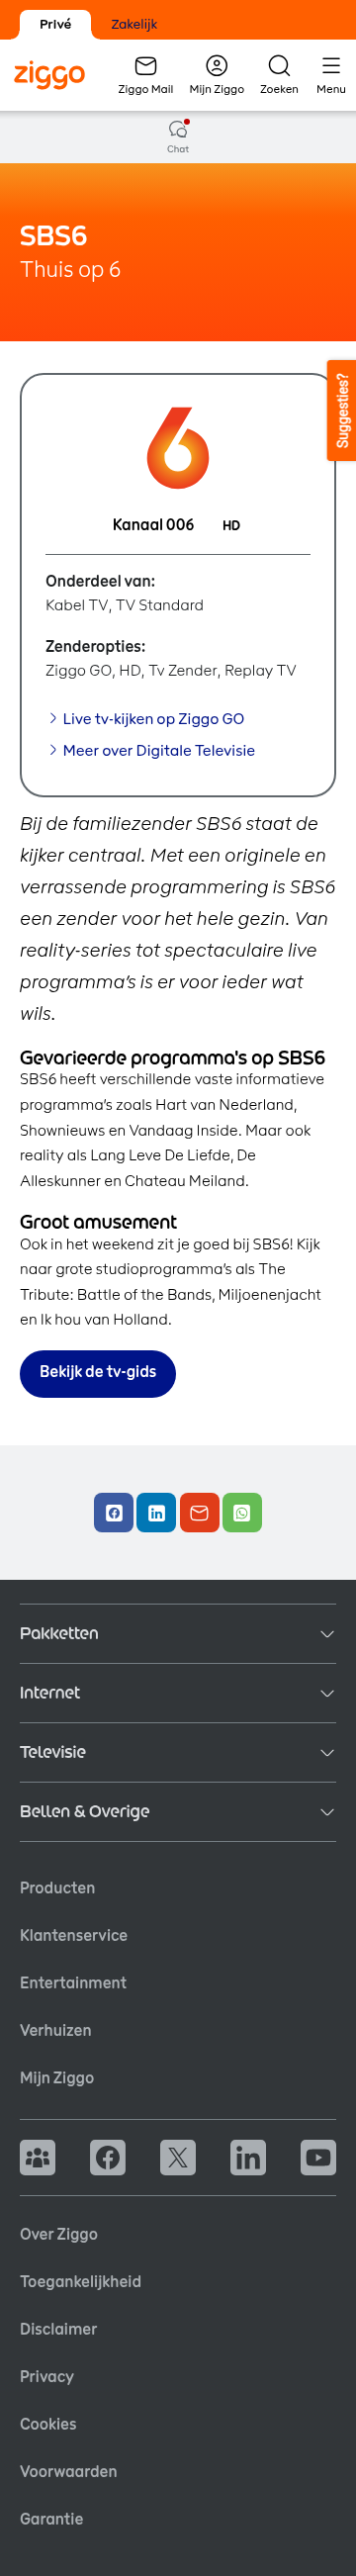 Privé
Zakelijk
ziggo
Ziggo Mail
Mijn Ziggo
Zoeken
Menu
Chat
SBS6
Thuis op 6
Suggesties?
6
Kanaal 006
HD
Onderdeel van:
Kabel TV, TV Standard
Zenderopties:
Ziggo GO, HD, Tv Zender, Replay TV
Live tv-kijken op Ziggo GO
Meer over Digitale Televisie
Bij de familiezender SBS6 staat de
kijker centraal. Met een originele en
verrassende programmering is SBS6
een zender voor het hele gezin. Van
reality-series tot spectaculaire live
programma's is er voor ieder wat
wils.
Gevarieerde programma's op SBS6
SBS6 heeft verschillende vaste informatieve
programma's zoals Hart van Nederland,
Shownieuws en Vandaag Inside. Maar ook
reality als Lang Leve De Liefde, De
Alleskunner en Chateau Meiland.
Groot amusement
Ook in het weekend zit je goed bij SBS6! Kijk
naar grote studioprogramma's als The
Tribute: Battle of the Bands, Miljoenenjacht
en Ik hou van Holland.
Bekijk de tv-gids
Pakketten
Internet
Televisie
Bellen & Overige
Producten
Klantenservice
Entertainment
Verhuizen
Mijn Ziggo
Over Ziggo
Toegankelijkheid
Disclaimer
Privacy
Cookies
Voorwaarden
Garantie